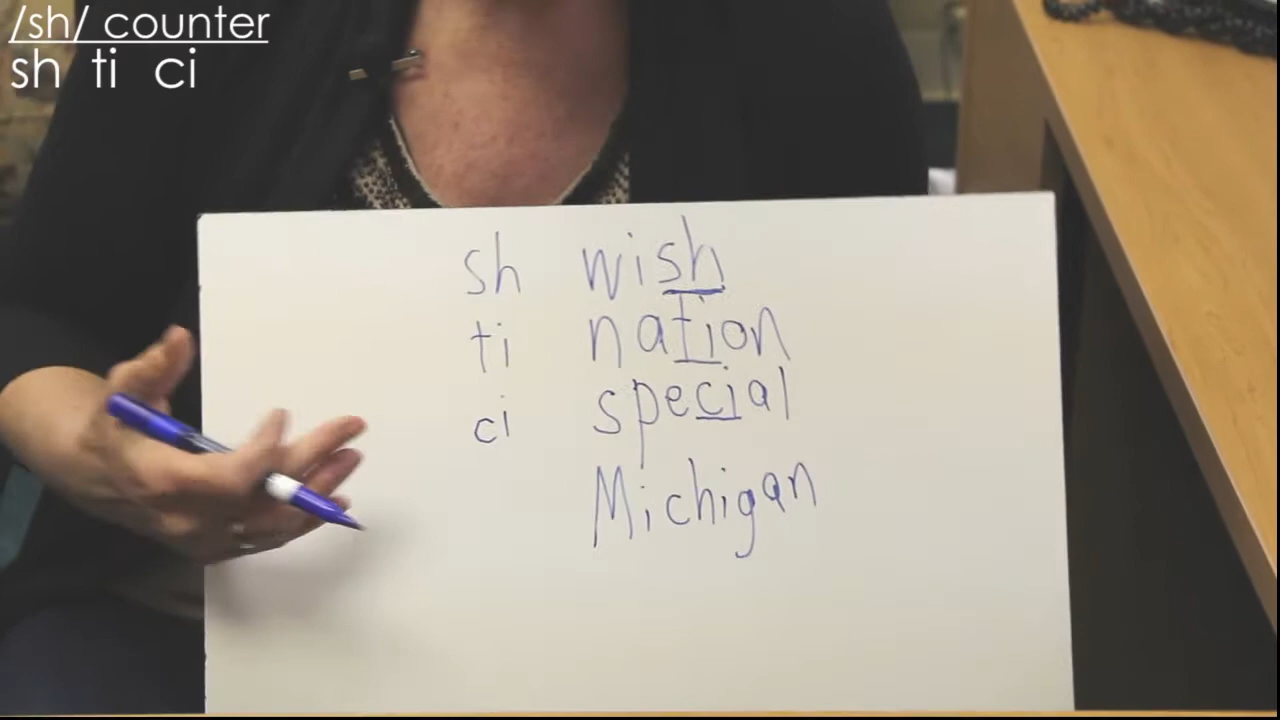 /sh/ counter
sh ti ci
sh wish
ti nation
ci special
Michigan